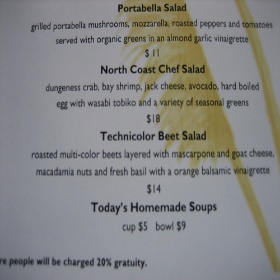 Portabella Salad
grilled portabella mushrooms, mozzarella, roasted peppers and tomatoes
served with organic greens in an almond garlic vinaigrette
$ 11
North Coast Chef Salad
dungeness crab, bay shrimp, jack cheese, avocado, hard boiled
egg with wasabi tobiko and a variety of seasonal greens
$18
Technicolor Beet Salad
roasted multi-color beets layered with mascarpone and goat cheese,
macadamia nuts and fresh basil with a orange balsamic vinaigrette
$14
Today's Homemade Soups
cup $5 bowl $9
re people will be charged 20% gratuity.